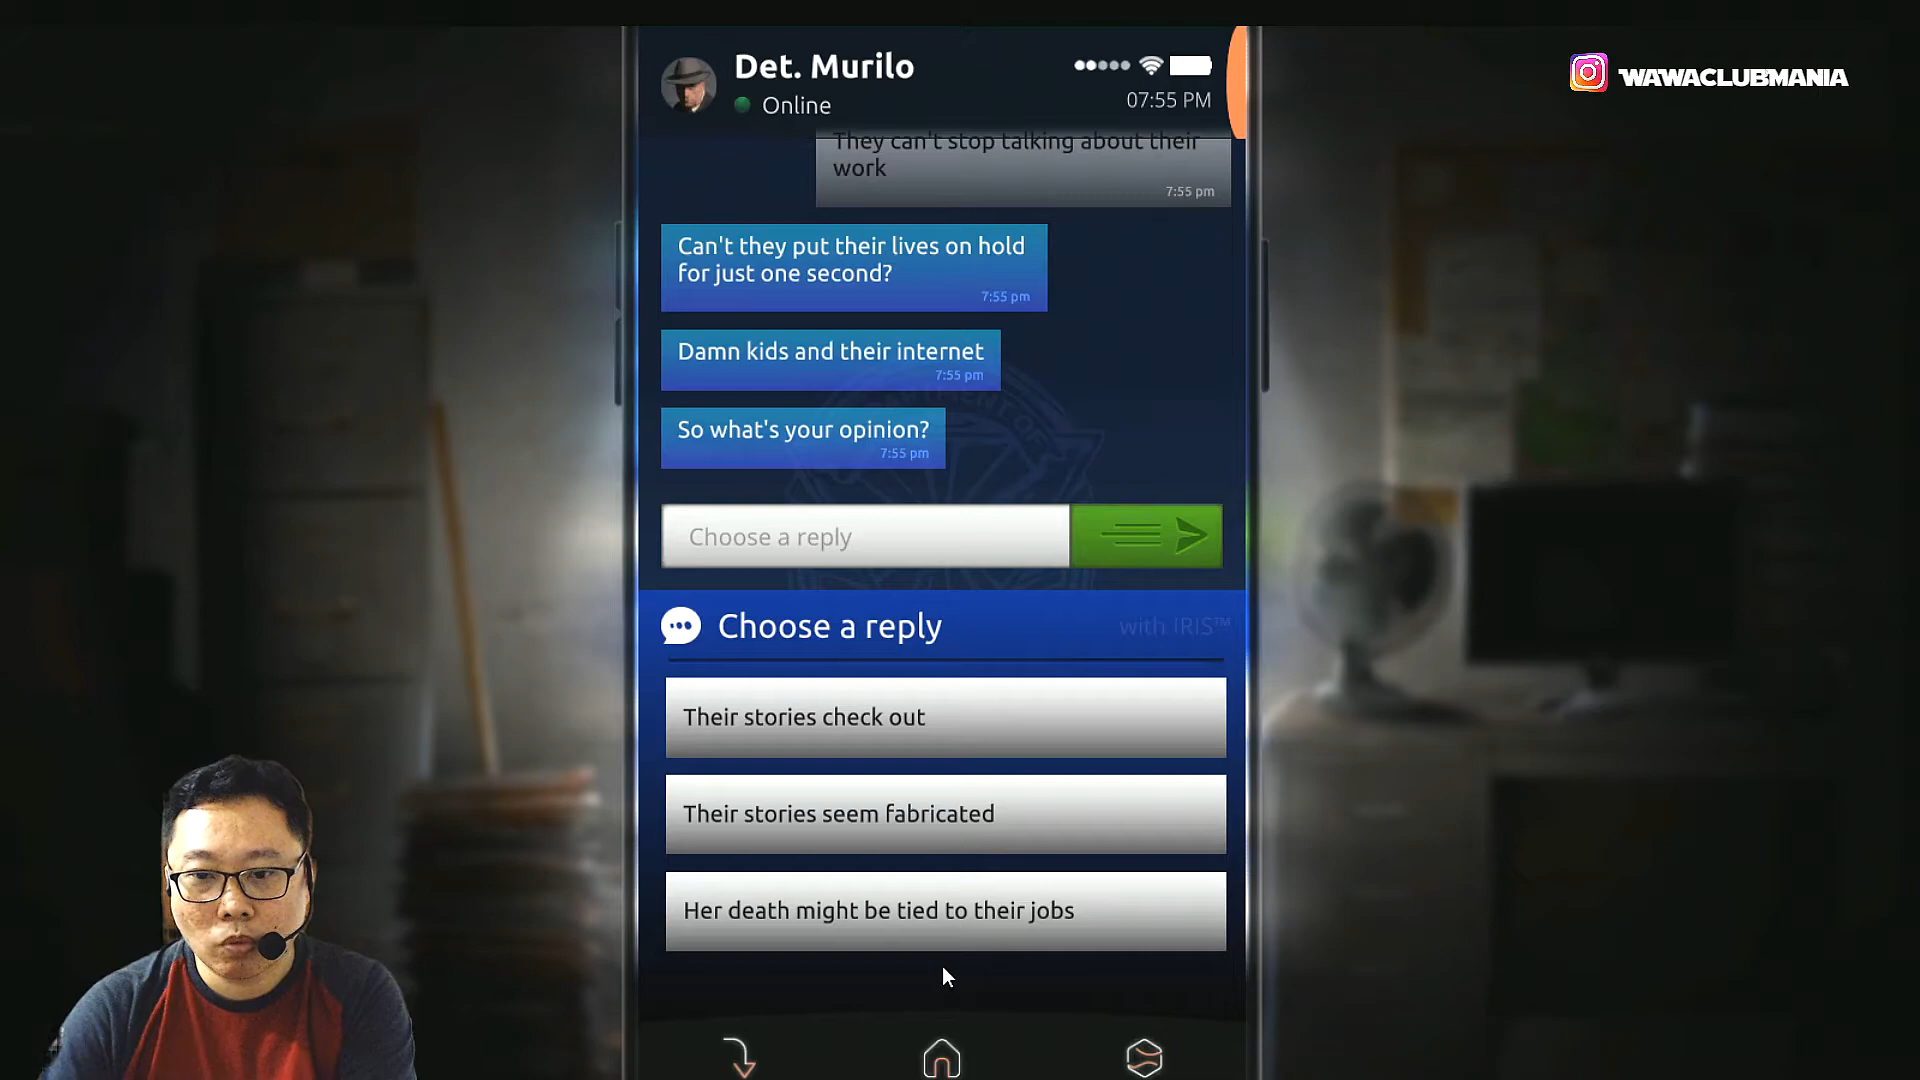 Det. Murilo
Online
07:55 PM
WAWACLUBMANIA
They can't stop talking about their
work
7:55 pm
Can't they put their lives on hold
for just one second?
7:55 pm
Damn kids and their internet
7:55 pm
So what's your opinion?
7:55 pm
Choose a reply
Choose a reply
with IRIS™
Their stories check out
Their stories seem fabricated
Her death might be tied to their jobs